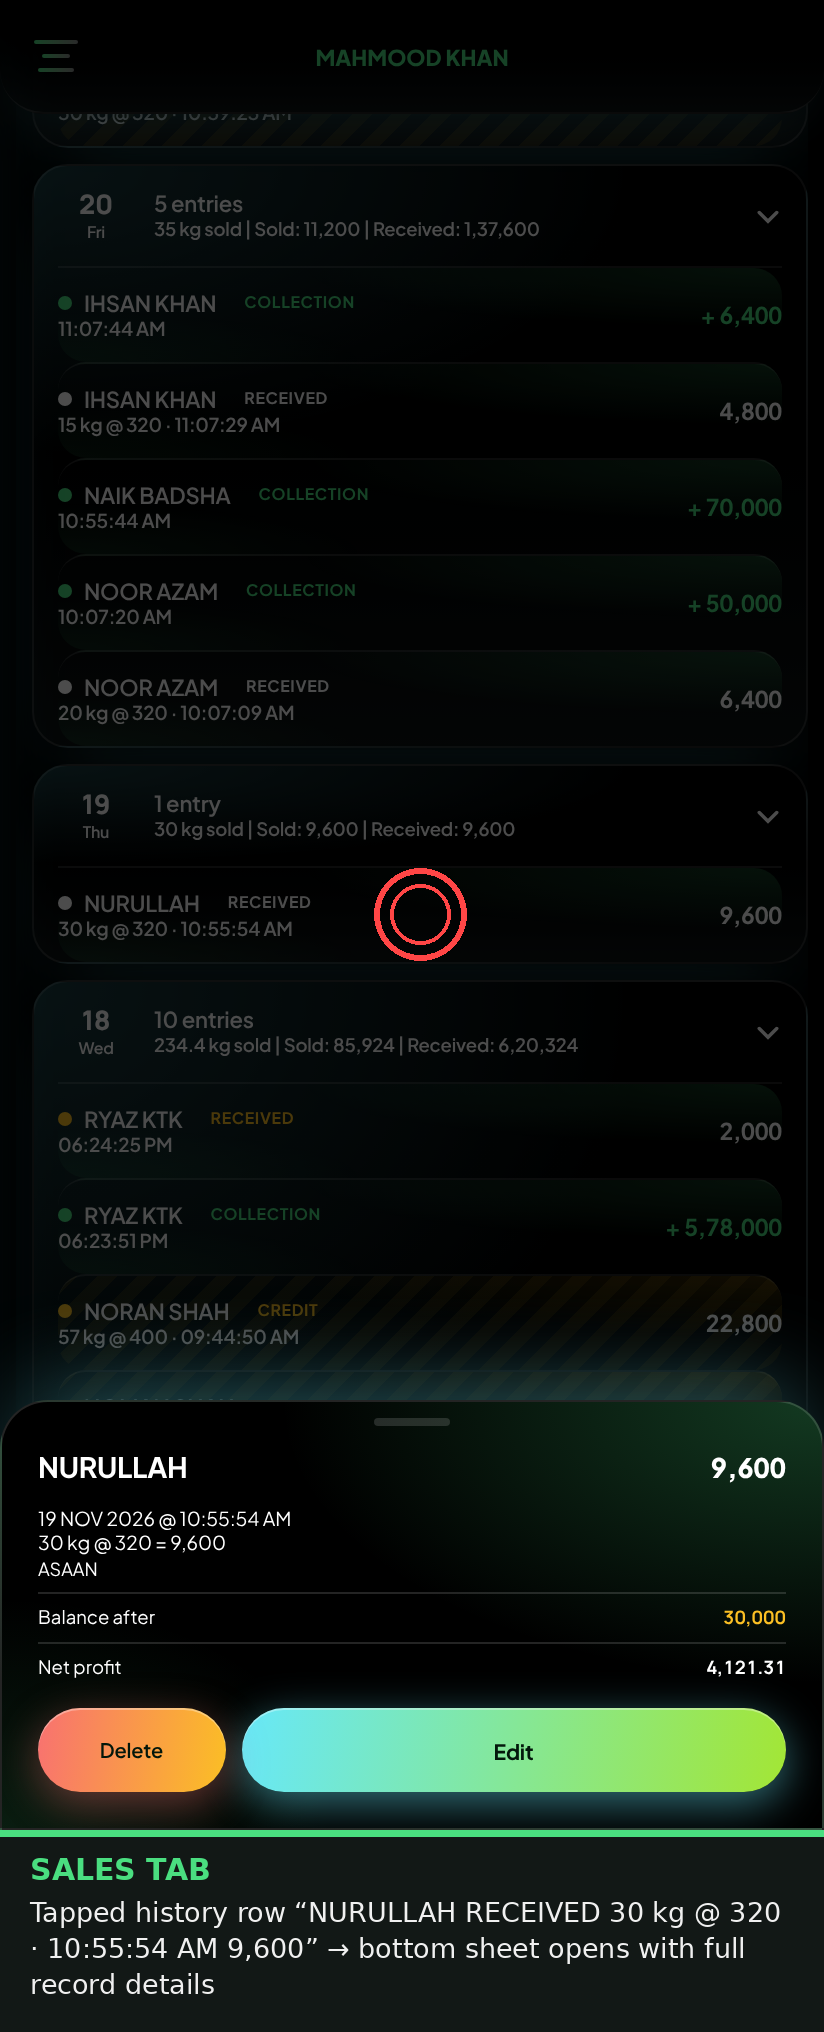 MAHMOOD KHAN
30 kg @ 320 · 10:39:23 AM
20
Fri
5 entries
35 kg sold | Sold: 11,200 | Received: 1,37,600
IHSAN KHAN COLLECTION
11:07:44 AM
+ 6,400
IHSAN KHAN RECEIVED
15 kg @ 320 · 11:07:29 AM
4,800
NAIK BADSHA COLLECTION
10:55:44 AM
+ 70,000
NOOR AZAM COLLECTION
10:07:20 AM
+ 50,000
NOOR AZAM RECEIVED
20 kg @ 320 · 10:07:09 AM
6,400
19
Thu
1 entry
30 kg sold | Sold: 9,600 | Received: 9,600
NURULLAH RECEIVED
30 kg @ 320 · 10:55:54 AM
9,600
18
Wed
10 entries
234.4 kg sold | Sold: 85,924 | Received: 6,20,324
RYAZ KTK RECEIVED
06:24:25 PM
2,000
RYAZ KTK COLLECTION
06:23:51 PM
+ 5,78,000
NORAN SHAH CREDIT
57 kg @ 400 · 09:44:50 AM
22,800
NURULLAH 9,600
19 NOV 2026 @ 10:55:54 AM
30 kg @ 320 = 9,600
ASAAN
Balance after 30,000
Net profit 4,121.31
Delete Edit
SALES TAB
Tapped history row “NURULLAH RECEIVED 30 kg @ 320
· 10:55:54 AM 9,600” → bottom sheet opens with full
record details